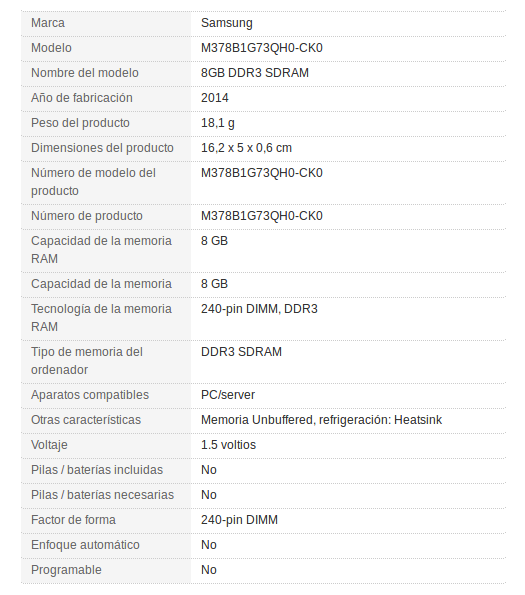 Marca Samsung
Modelo M378B1G73QH0-CK0
Nombre del modelo 8GB DDR3 SDRAM
Año de fabricación 2014
Peso del producto 18,1 g
Dimensiones del producto 16,2 x 5 x 0,6 cm
Número de modelo del M378B1G73QH0-CK0
producto
Número de producto M378B1G73QH0-CK0
Capacidad de la memoria 8 GB
RAM
Capacidad de la memoria 8 GB
Tecnología de la memoria 240-pin DIMM, DDR3
RAM
Tipo de memoria del DDR3 SDRAM
ordenador
Aparatos compatibles PC/server
Otras características Memoria Unbuffered, refrigeración: Heatsink
Voltaje 1.5 voltios
Pilas / baterías incluidas No
Pilas / baterías necesarias No
Factor de forma 240-pin DIMM
Enfoque automático No
Programable No